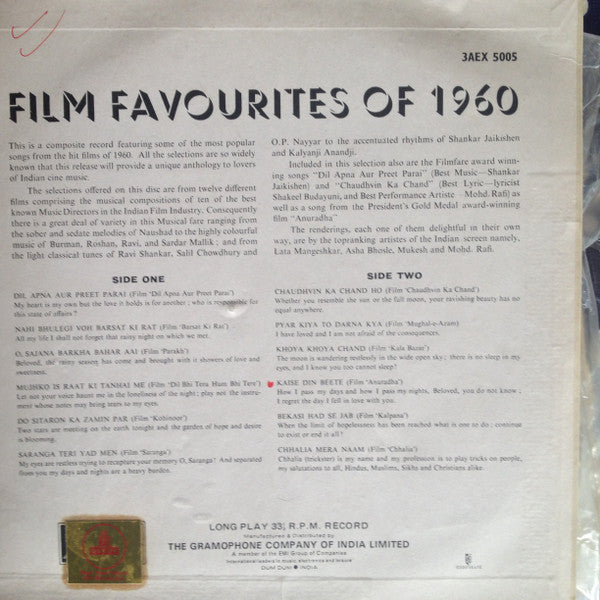 3AEX 5005
FILM FAVOURITES OF 1960
This is a composite record featuring some of the most popular
songs from the hit films of 1960. All the selections are so widely
known that this release will provide a unique anthology to lovers
of Indian cine music.
The selections offered on this disc are from twelve different
films comprising the musical compositions of ten of the best
known Music Directors in the Indian Film Industry. Consequently
there is a great deal of variety in this Musical fare ranging from
the sober and sedate melodies of Naushad to the highly colourful
music of Burman, Roshan, Ravi, and Sardar Mallik ; and from
the light classical tunes of Ravi Shankar, Salil Chowdhury and
O.P. Nayyar to the accentuated rhythms of Shankar Jaikishen
and Kalyanji Anandji.
Included in this selection also are the Filmfare award winn-
ing songs "Dil Apna Aur Preet Parai" (Best Music—Shankar
Jaikishen) and "Chaudhvin Ka Chand" (Best Lyric—lyricist
Shakeel Budayuni, and Best Performance Artiste Mohd. Rafi) as
well as a song from the President's Gold Medal award-winning
film "Anuradha"
The renderings, each one of them delightful in their own
way, are by the topranking artistes of the Indian screen namely,
Lata Mangeshkar, Asha Bhosle, Mukesh and Mohd. Rafi.
SIDE ONE
DIL APNA AUR PREET PARAI (Film 'Dil Apna Aur Preet Parai')
My heart is my own but the love it holds is for another ; who is responsible for
this state of affairs ?
NAHI BHULEGI VOH BARSAT KI RAT (Film 'Barsat Ki Rat')
All my life I shall not forget that rainy night on which we met.
O, SAJANA BARKHA BAHAR AAI (Film 'Parakh')
Beloved, the rainy season has come and brought with it showers of love and
sweetness.
MUJHKO IS RAAT KI TANHAI ME (Film 'Dil Bhi Tera Hum Bhi Tere')
Let not your voice haunt me in the loneliness of the night ; play not the instru-
ment whose notes may bring tears to my eyes.
DO SITARON KA ZAMIN PAR (Film 'Kohinoor')
Two stars are meeting on the earth tonight and the garden of hope and desire
is blooming.
SARANGA TERI YAD MEN (Film 'Saranga')
My eyes are restless trying to recapture your memory O, Saranga! And separated
from you my days and nights are a heavy burden.
SIDE TWO
CHAUDHVIN KA CHAND HO (Film 'Chaudhvin Ka Chand')
Whether you resemble the sun or the full moon, your ravishing beauty has no
equal anywhere.
PYAR KIYA TO DARNA KYA (Film 'Mughal-e-Azam)
I have loved and I am not afraid of the consequences.
KHOYA KHOYA CHAND (Film 'Kala Bazar')
The moon is wandering restlessly in the wide open sky ; there is no sleep in my
eyes, and I know you too cannot sleep!
KAISE DIN BEETE (Film 'Anuradha')
How I pass my days and how I pass my nights, Beloved, you do not know ;
I regret the day I fell in love with you.
BEKASI HAD SE JAB (Film 'Kalpana')
When the limit of hopelessness has been reached what is one to do ; continue
to exist or end it all?
CHHALIA MERA NAAM (Film 'Chhalia')
Chhalia (trickster) is my name and my profession is to play tricks on people,
my salutations to all, Hindus, Muslims, Sikhs and Christians alike.
LONG PLAY 33⅓ R.P.M. RECORD
Manufactured & Distributed by
THE GRAMOPHONE COMPANY OF INDIA LIMITED
A member of the EMI Group of Companies
International leaders in music, electronics and leisure
DUM DUM • INDIA